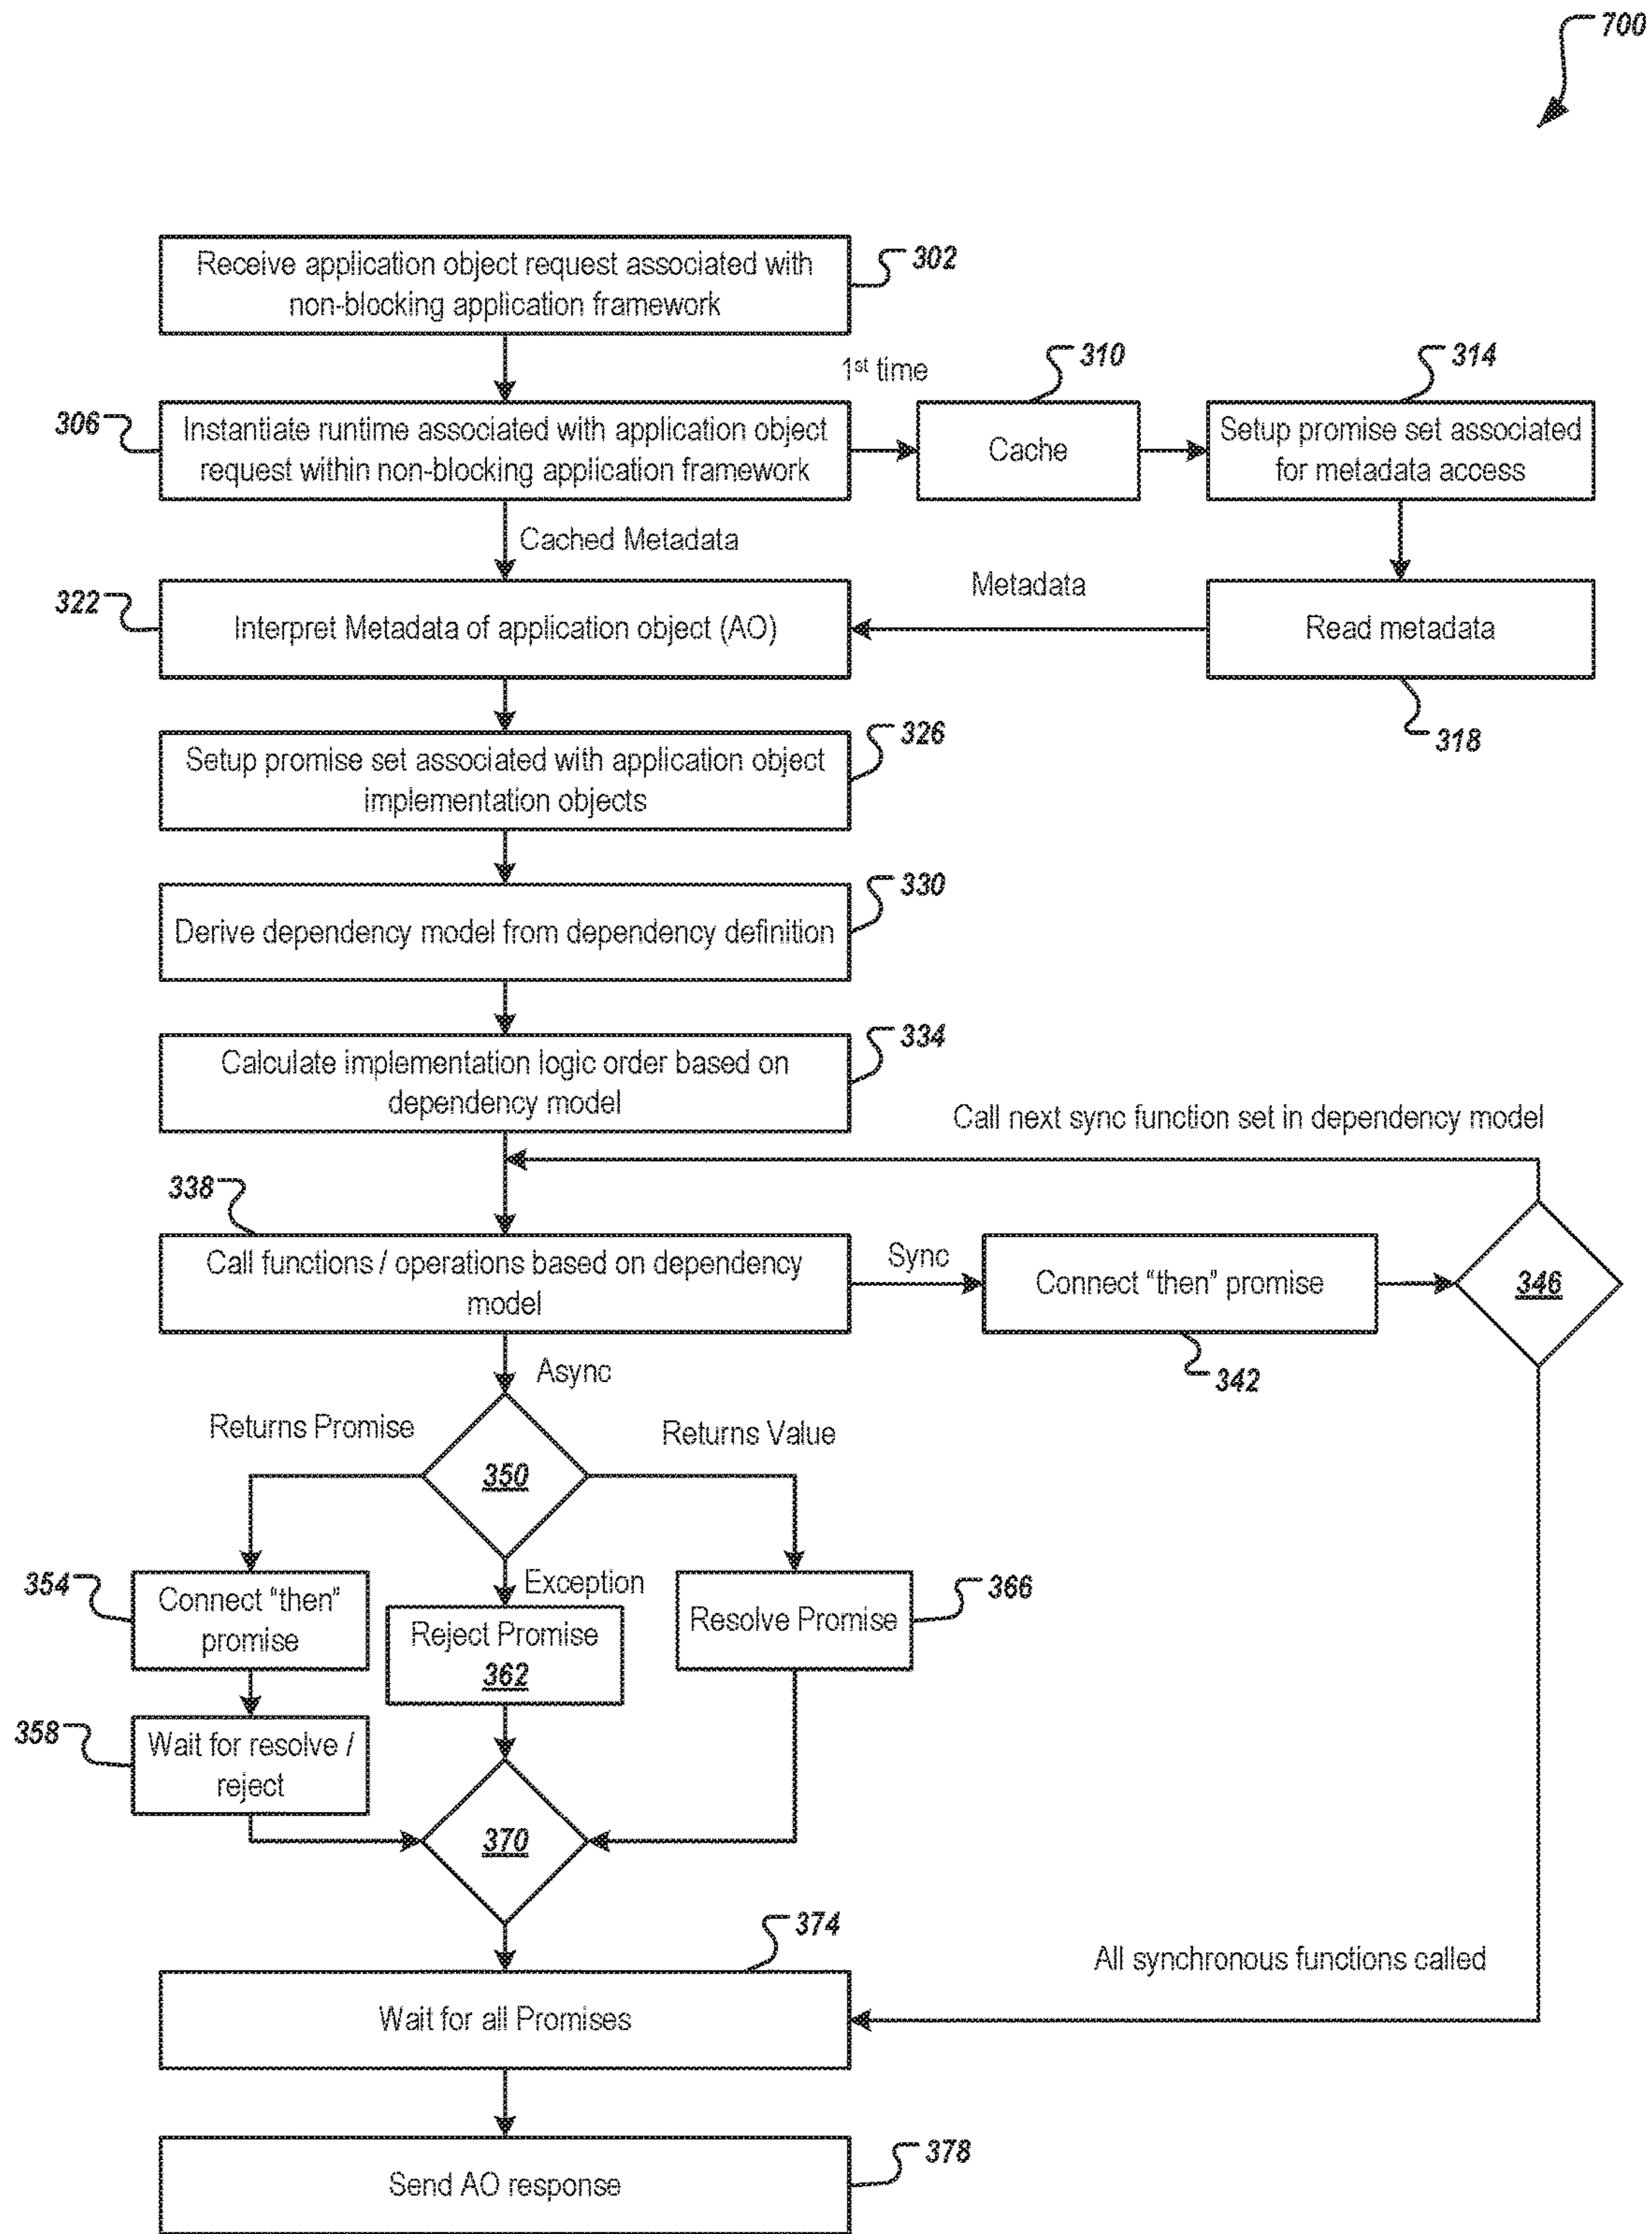 700
Receive application object request associated with
non-blocking application framework
302
1st time
310
314
306
Instantiate runtime associated with application object
request within non-blocking application framework
Cache
Setup promise set associated
for metadata access
Cached Metadata
Metadata
322
Interpret Metadata of application object (AO)
Read metadata
318
326
Setup promise set associated with application object
implementation objects
330
Derive dependency model from dependency definition
334
Calculate implementation logic order based on
dependency model
Call next sync function set in dependency model
338
Call functions / operations based on dependency
model
Sync
Connect "then" promise
346
342
Async
Returns Promise
Returns Value
350
354
Connect "then"
promise
Exception
Reject Promise
362
Resolve Promise
366
358
Wait for resolve /
reject
370
374
All synchronous functions called
Wait for all Promises
378
Send AO response